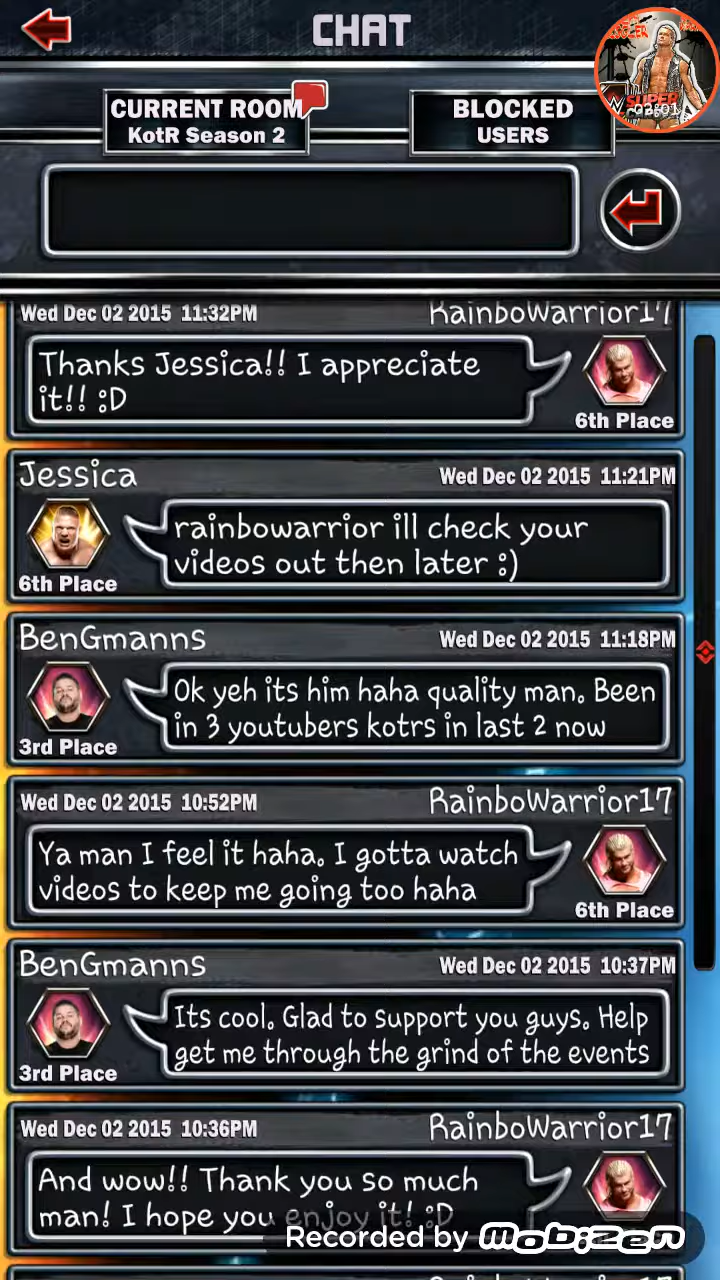 CHAT
CURRENT ROOM
KotR Season 2
BLOCKED
USERS
SUPER
02:01
Wed Dec 02 2015 11:32PM
RainboWarrior17
Thanks Jessica!! I appreciate
it!! :D
6th Place
Jessica
Wed Dec 02 2015 11:21PM
rainbowarrior ill check your
videos out then later :)
6th Place
BenGmanns
Wed Dec 02 2015 11:18PM
Ok yeh its him haha quality man. Been
in 3 youtubers kotrs in last 2 now
3rd Place
Wed Dec 02 2015 10:52PM
RainboWarrior17
Ya man I feel it haha. I gotta watch
videos to keep me going too haha
6th Place
BenGmanns
Wed Dec 02 2015 10:37PM
Its cool. Glad to support you guys. Help
get me through the grind of the events
3rd Place
Wed Dec 02 2015 10:36PM
RainboWarrior17
And wow!! Thank you so much
man! I hope you enjoy it! :D
Recorded by Mobizen